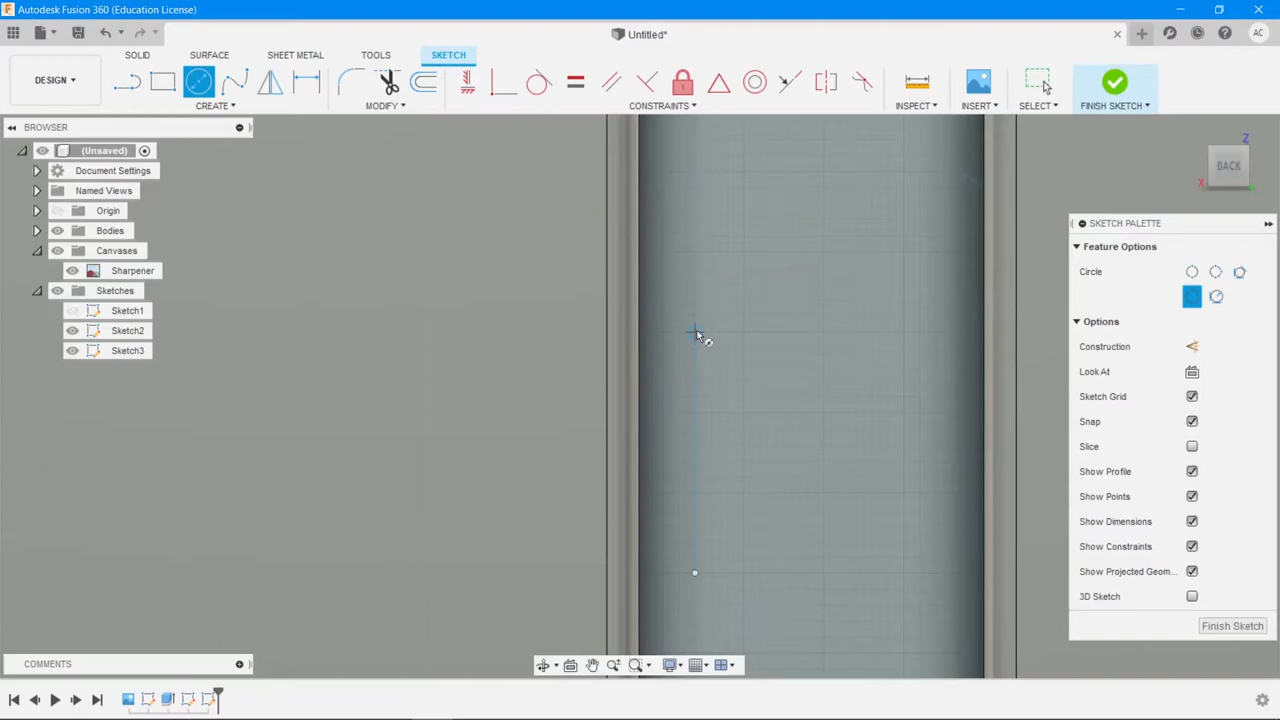 Autodesk Fusion 360 (Education License)
Untitled*
AC
DESIGN
SOLID
SURFACE
SHEET METAL
TOOLS
SKETCH
CREATE
MODIFY
CONSTRAINTS
INSPECT
INSERT
SELECT
FINISH SKETCH
BROWSER
(Unsaved)
Document Settings
Named Views
Origin
Bodies
Canvases
Sharpener
Sketches
Sketch1
Sketch2
Sketch3
Z
BACK
X
SKETCH PALETTE
Feature Options
Circle
Options
Construction
Look At
Sketch Grid
Snap
Slice
Show Profile
Show Points
Show Dimensions
Show Constraints
Show Projected Geom...
3D Sketch
Finish Sketch
COMMENTS